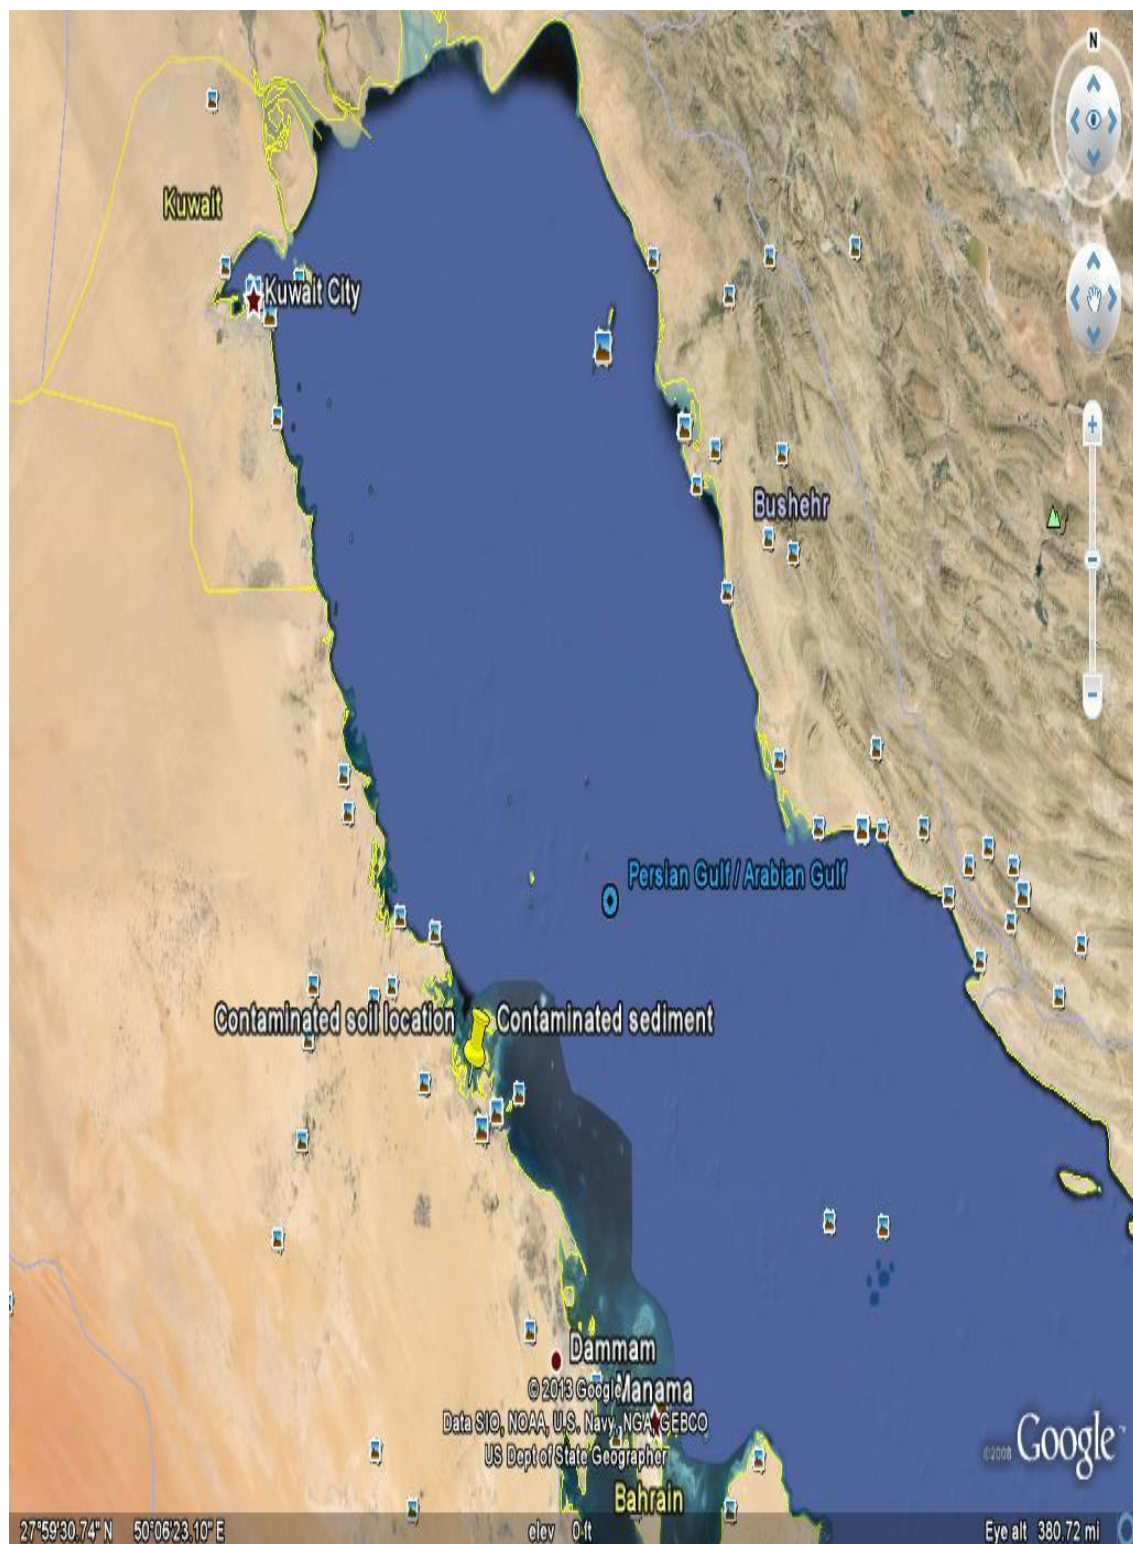 N
Kuwait
Kuwait City
Bushehr
Persian Gulf / Arabian Gulf
Contaminated soil location
Contaminated sediment
Dammam
© 2013 Google
Manama
Data SIO, NOAA, U.S. Navy, NGA, GEBCO
US Dept of State Geographer
©2008 Google™
Bahrain
27°59'30.74" N 50°06'23.10" E elev 0 ft Eye alt 380.72 mi